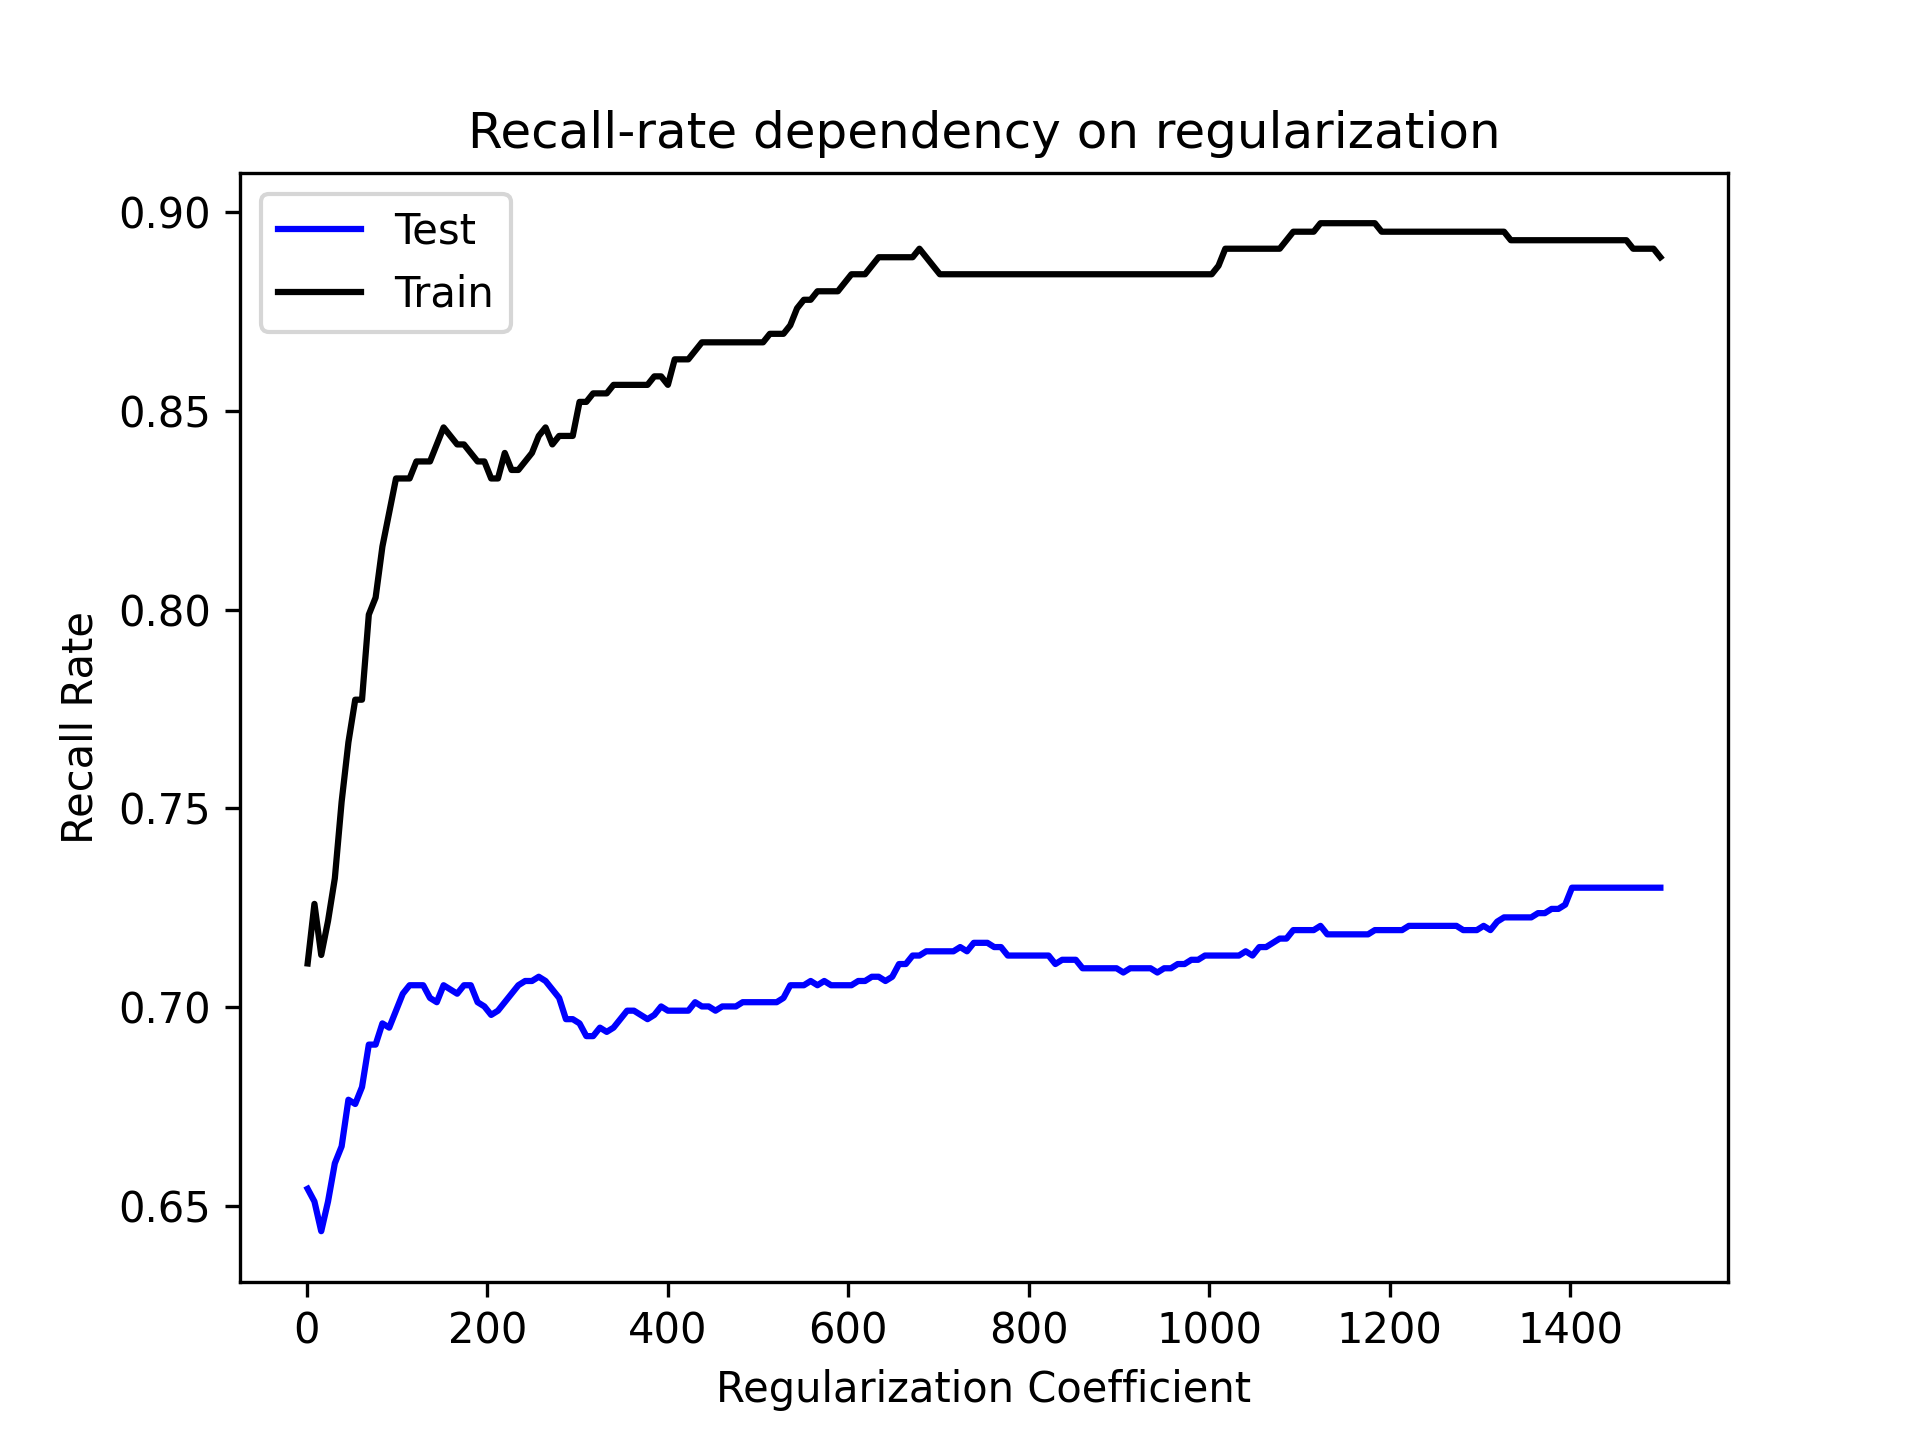 Recall-rate dependency on regularization
Test
Train
0.90
0.85
0.80
0.75
0.70
0.65
Recall Rate
0 200 400 600 800 1000 1200 1400
Regularization Coefficient